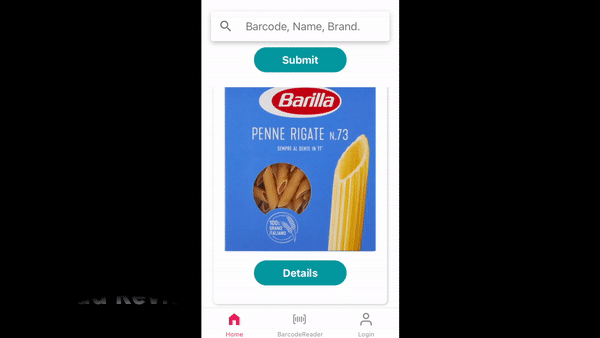 Barcode, Name, Brand.
Submit
Barilla
PENNE RIGATE N.73
SEMPRE AL DENTE IN 11'
100%
GRANO
ITALIANO
Details
Home
BarcodeReader
Login